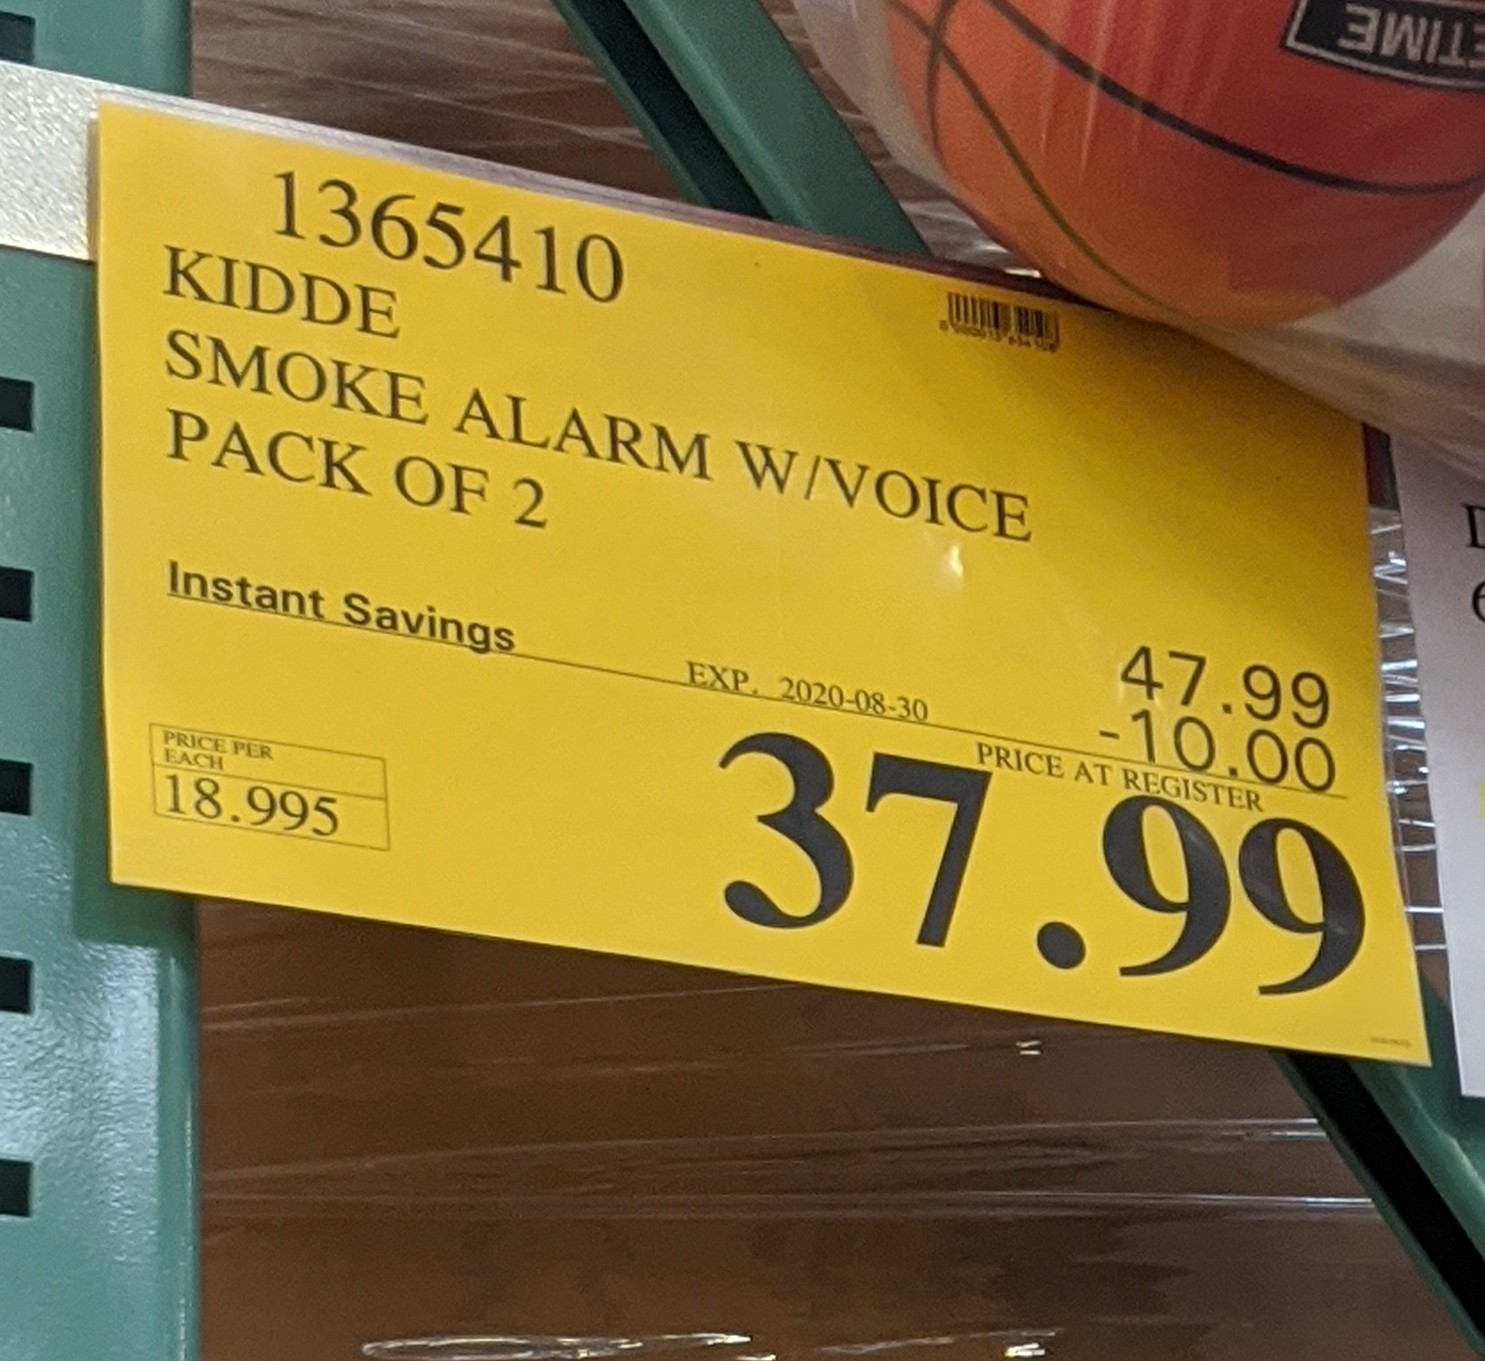 ETIME
1365410
KIDDE
SMOKE ALARM W/VOICE
PACK OF 2
Instant Savings
EXP. 2020-08-30
47.99
-10.00
PRICE AT REGISTER
37.99
PRICE PER
EACH
18.995